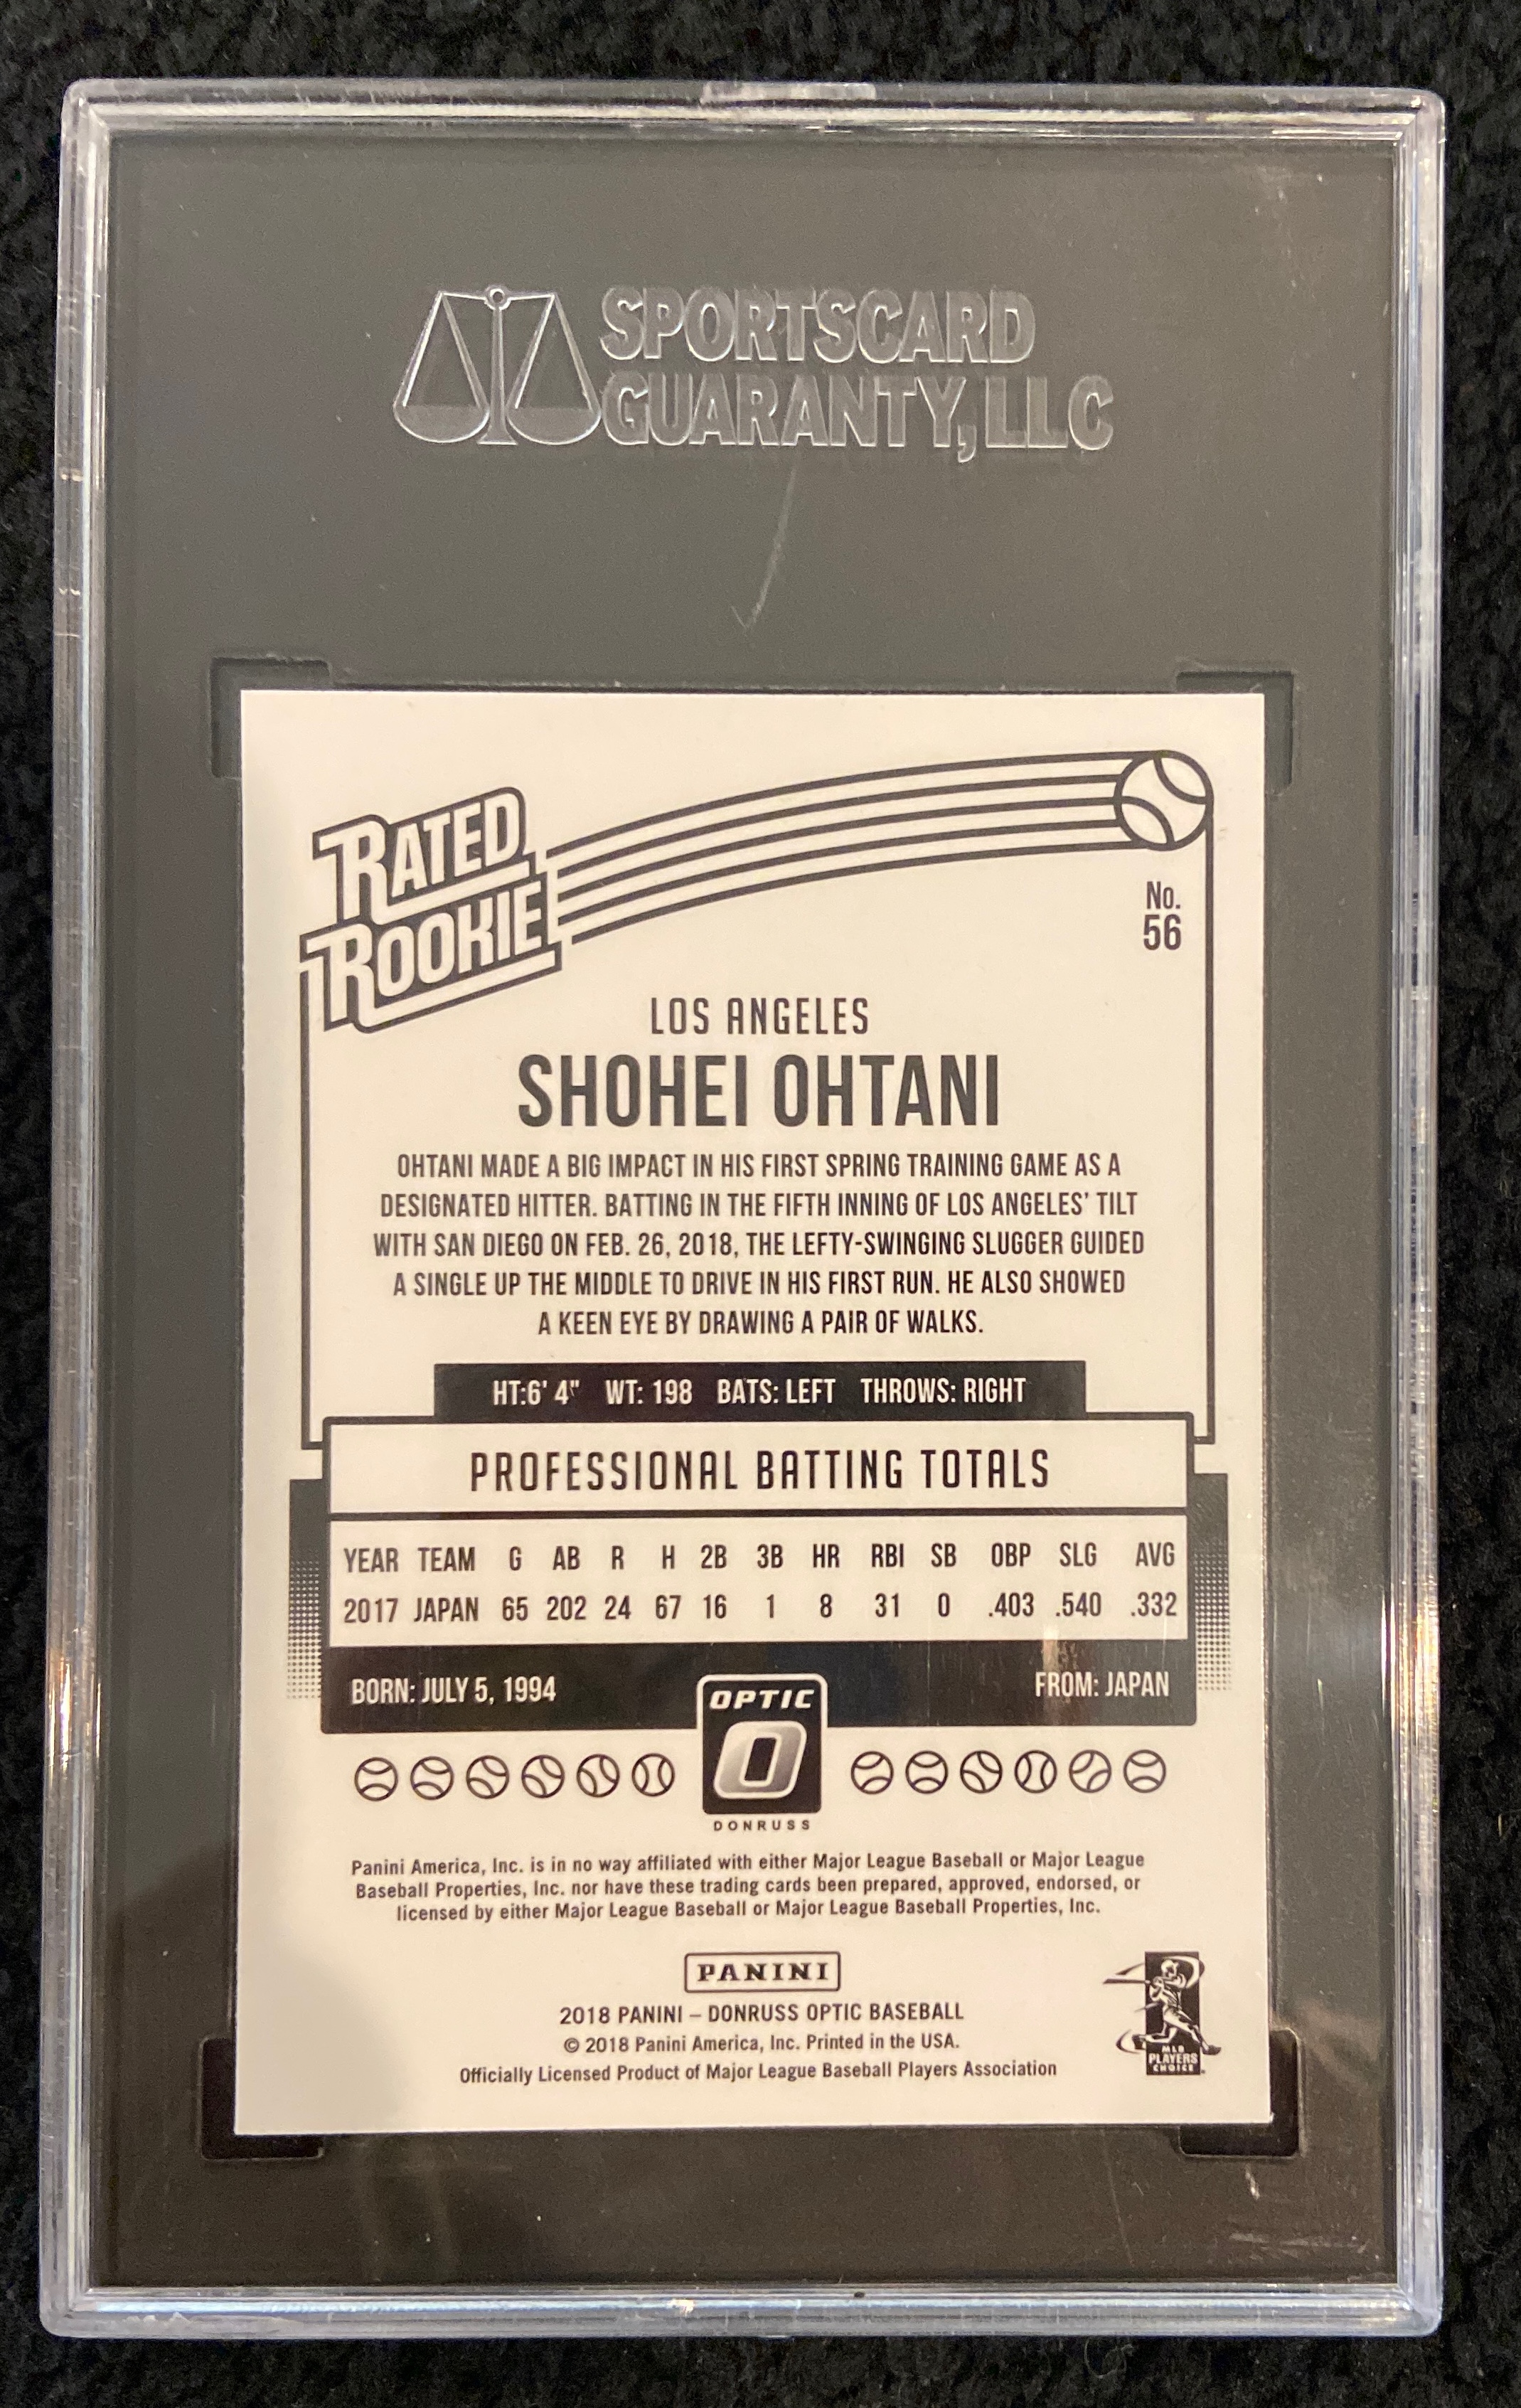 SPORTSCARD
GUARANTY, LLC
RATED
ROOKIE
No.
56
LOS ANGELES
SHOHEI OHTANI
OHTANI MADE A BIG IMPACT IN HIS FIRST SPRING TRAINING GAME AS A
DESIGNATED HITTER. BATTING IN THE FIFTH INNING OF LOS ANGELES' TILT
WITH SAN DIEGO ON FEB. 26, 2018, THE LEFTY-SWINGING SLUGGER GUIDED
A SINGLE UP THE MIDDLE TO DRIVE IN HIS FIRST RUN. HE ALSO SHOWED
A KEEN EYE BY DRAWING A PAIR OF WALKS.
HT:6' 4" WT: 198 BATS: LEFT THROWS: RIGHT
PROFESSIONAL BATTING TOTALS
YEAR TEAM G AB R H 2B 3B HR RBI SB OBP SLG AVG
2017 JAPAN 65 202 24 67 16 1 8 31 0 .403 .540 .332
BORN: JULY 5, 1994
FROM: JAPAN
OPTIC
O
DONRUSS
Panini America, Inc. is in no way affiliated with either Major League Baseball or Major League
Baseball Properties, Inc. nor have these trading cards been prepared, approved, endorsed, or
licensed by either Major League Baseball or Major League Baseball Properties, Inc.
PANINI
2018 PANINI – DONRUSS OPTIC BASEBALL
© 2018 Panini America, Inc. Printed in the USA.
Officially Licensed Product of Major League Baseball Players Association
MLB
PLAYERS
CHOICE